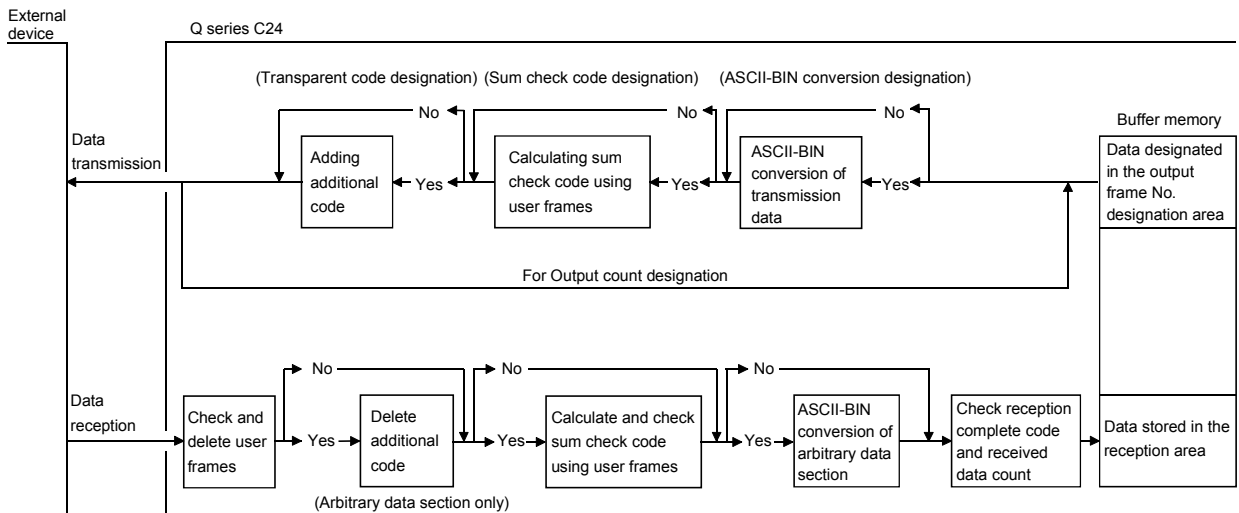 External
device
Q series C24
(Transparent code designation)
(Sum check code designation)
(ASCII-BIN conversion designation)
No
No
No
Buffer memory
Data
transmission
Adding
additional
code
Yes
Calculating sum
check code using
user frames
Yes
ASCII-BIN
conversion of
transmission
data
Yes
Data designated
in the output
frame No.
designation area
For Output count designation
No
No
No
Data
reception
Check and
delete user
frames
Yes
Delete
additional
code
Yes
Calculate and check
sum check code
using user frames
Yes
ASCII-BIN
conversion of
arbitrary data
section
Check reception
complete code
and received
data count
Data stored in the
reception area
(Arbitrary data section only)